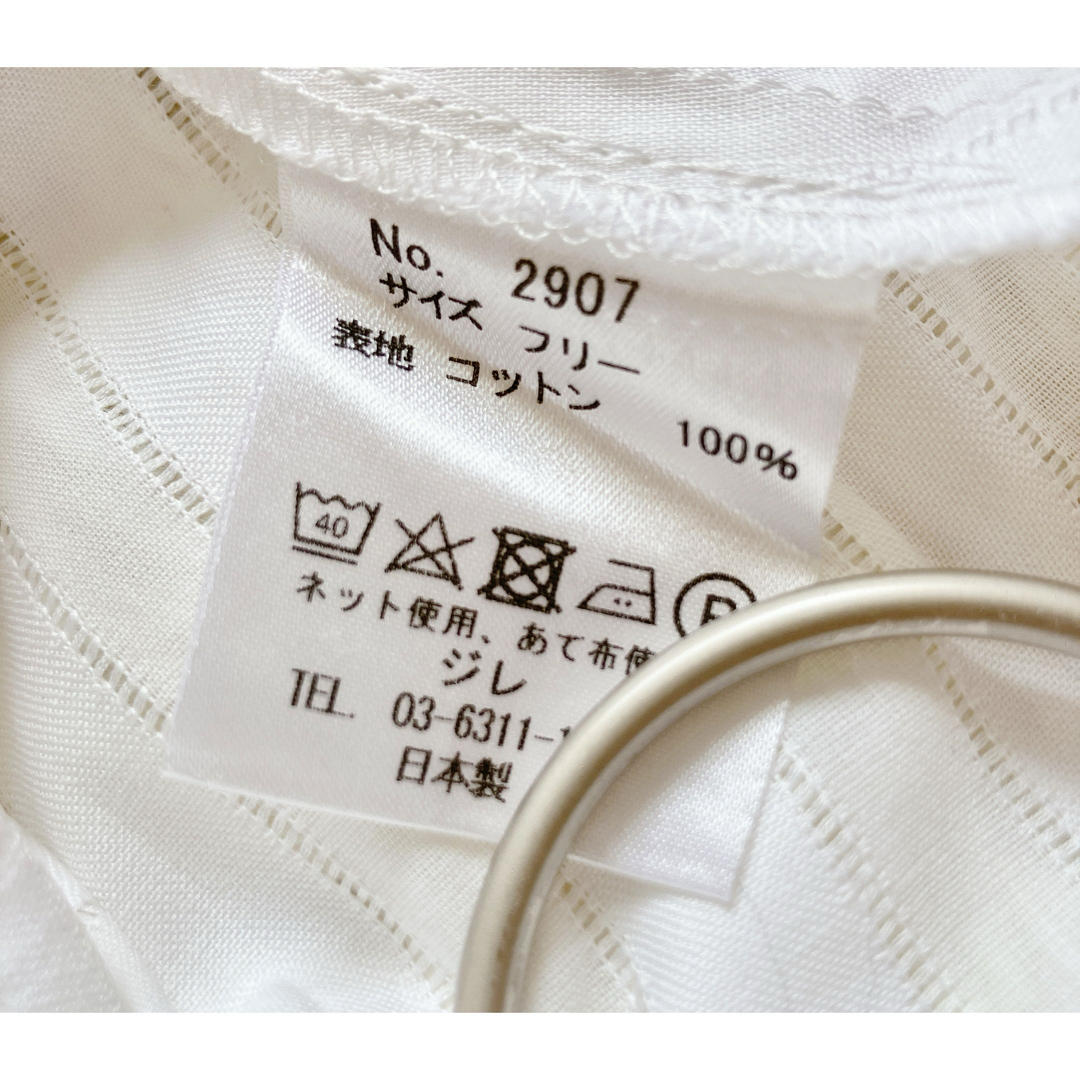 No. 2907
サイズ フリー
表地 コットン 100%
40
ネット使用、あて布使
ジレ
TEL. 03-6311-
日本製